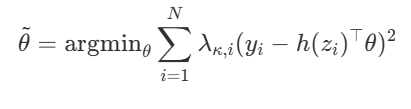 θ̃ = argmin_θ ∑_{i=1}^{N} λ_{κ,i}(y_i − h(z_i)^⊤θ)^2